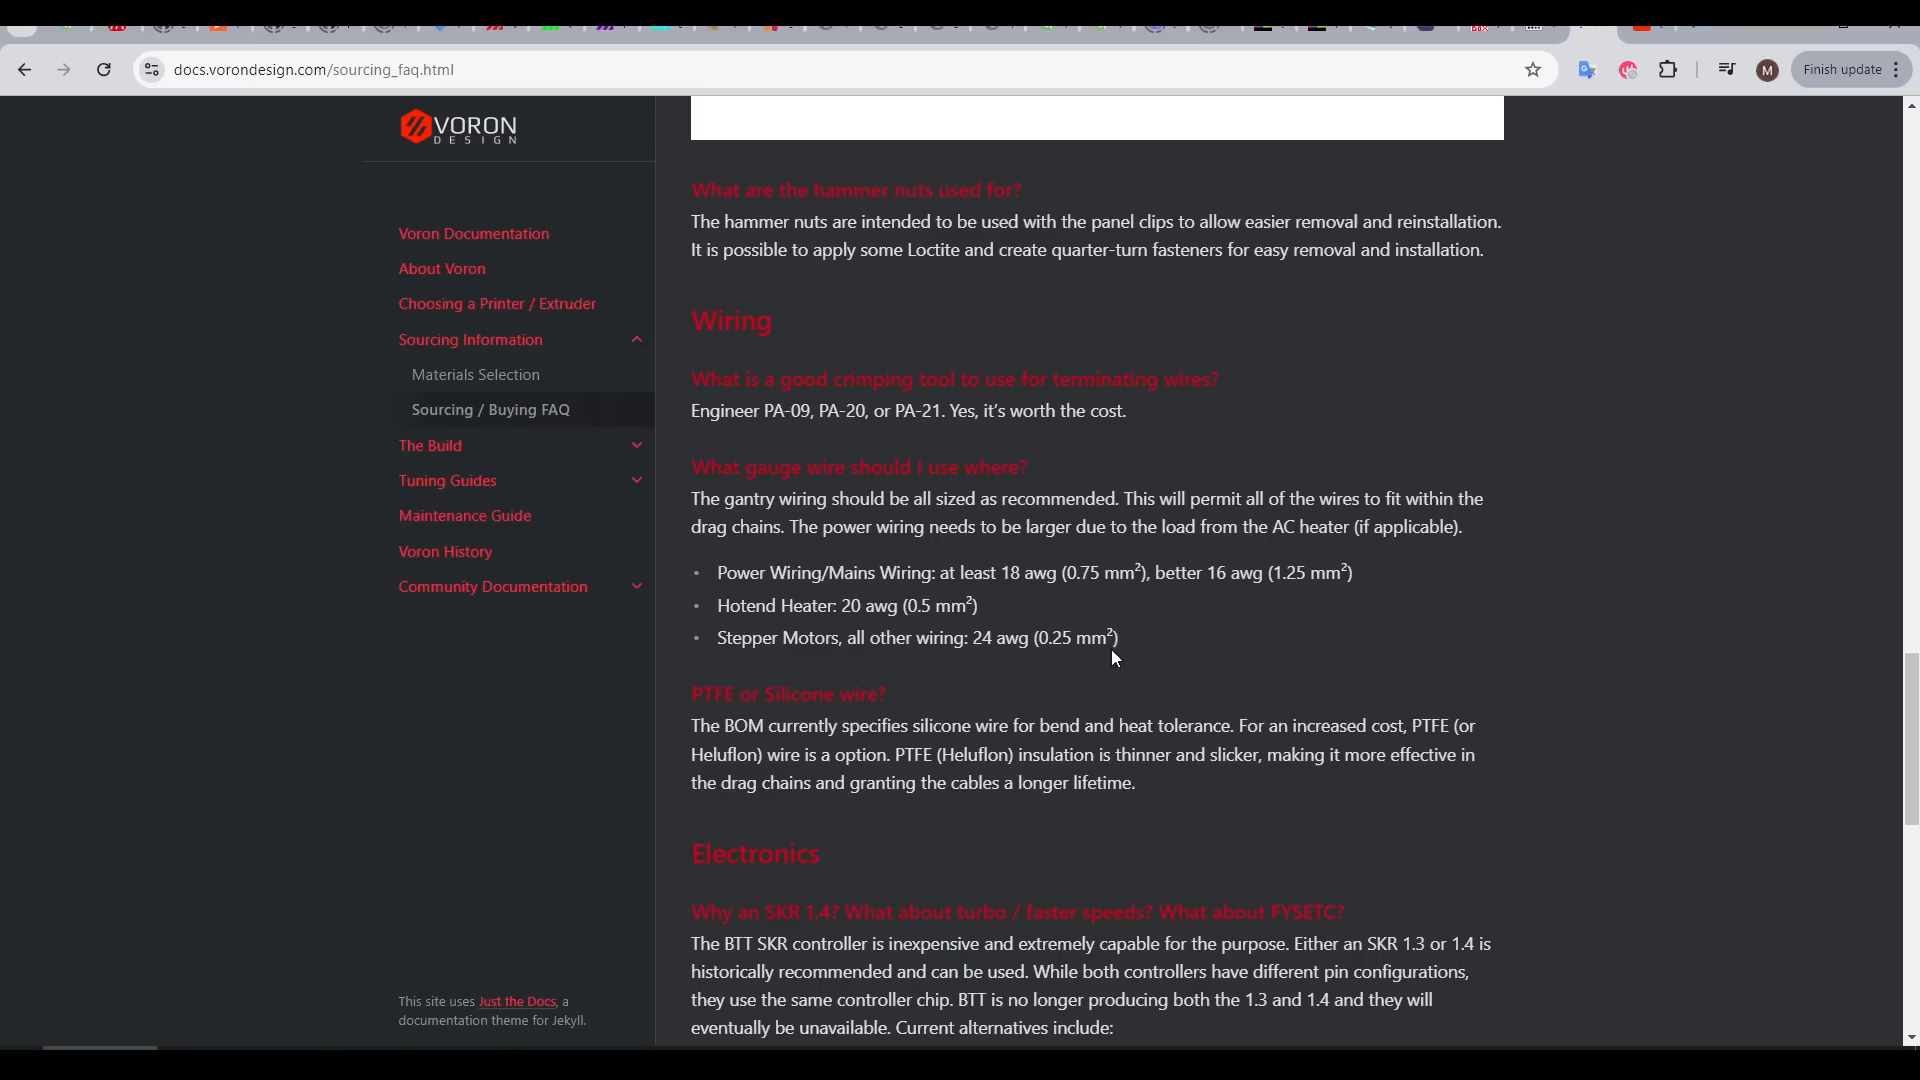 docs.vorondesign.com/sourcing_faq.html
M
Finish update
VORON
DESIGN
Voron Documentation
About Voron
Choosing a Printer / Extruder
Sourcing Information
Materials Selection
Sourcing / Buying FAQ
The Build
Tuning Guides
Maintenance Guide
Voron History
Community Documentation
This site uses Just the Docs, a
documentation theme for Jekyll.
What are the hammer nuts used for?
The hammer nuts are intended to be used with the panel clips to allow easier removal and reinstallation.
It is possible to apply some Loctite and create quarter-turn fasteners for easy removal and installation.
Wiring
What is a good crimping tool to use for terminating wires?
Engineer PA-09, PA-20, or PA-21. Yes, it's worth the cost.
What gauge wire should I use where?
The gantry wiring should be all sized as recommended. This will permit all of the wires to fit within the
drag chains. The power wiring needs to be larger due to the load from the AC heater (if applicable).
• Power Wiring/Mains Wiring: at least 18 awg (0.75 mm²), better 16 awg (1.25 mm²)
• Hotend Heater: 20 awg (0.5 mm²)
• Stepper Motors, all other wiring: 24 awg (0.25 mm²)
PTFE or Silicone wire?
The BOM currently specifies silicone wire for bend and heat tolerance. For an increased cost, PTFE (or
Heluflon) wire is a option. PTFE (Heluflon) insulation is thinner and slicker, making it more effective in
the drag chains and granting the cables a longer lifetime.
Electronics
Why an SKR 1.4? What about turbo / faster speeds? What about FYSETC?
The BTT SKR controller is inexpensive and extremely capable for the purpose. Either an SKR 1.3 or 1.4 is
historically recommended and can be used. While both controllers have different pin configurations,
they use the same controller chip. BTT is no longer producing both the 1.3 and 1.4 and they will
eventually be unavailable. Current alternatives include: